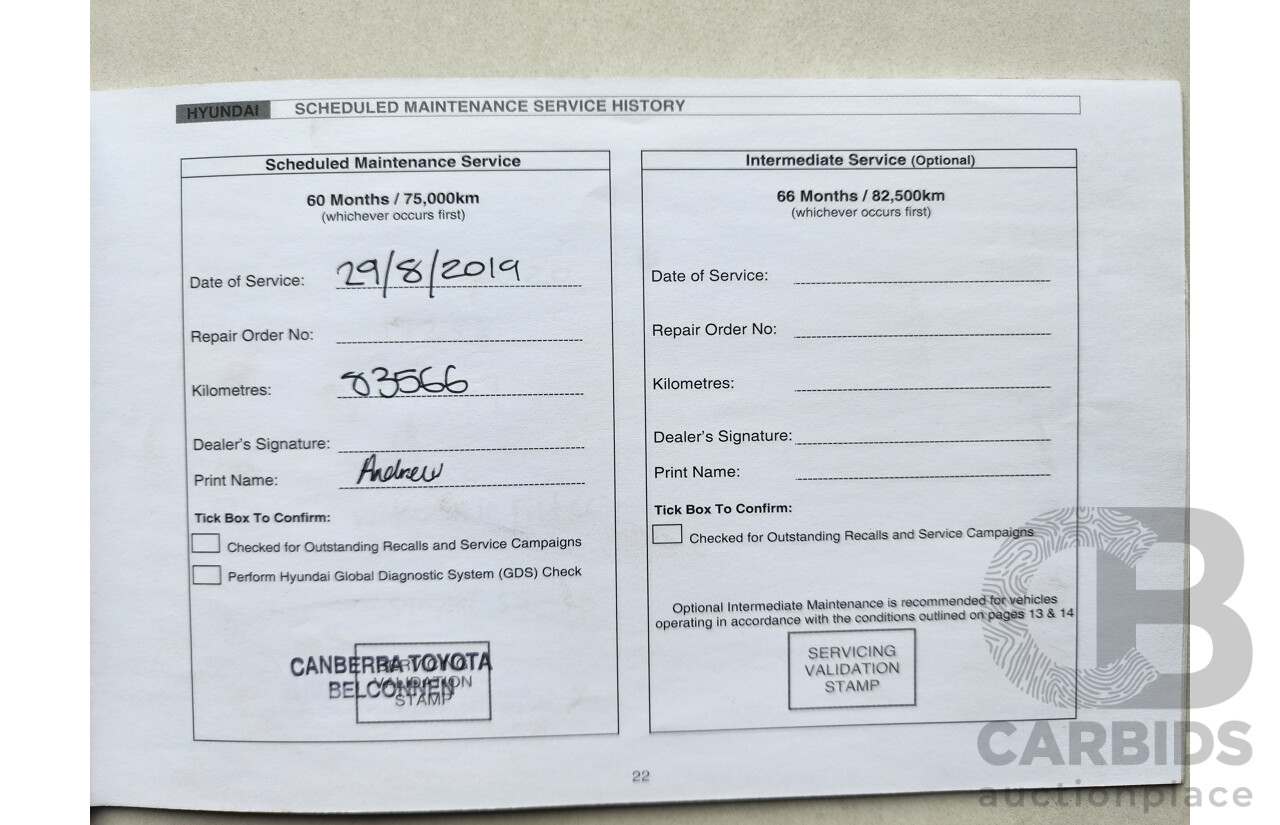 HYUNDAI SCHEDULED MAINTENANCE SERVICE HISTORY
Scheduled Maintenance Service
60 Months / 75,000km
(whichever occurs first)
Date of Service: 29/8/2019
Repair Order No:
Kilometres: 83566
Dealer's Signature:
Print Name: Andrew
Tick Box To Confirm:
Checked for Outstanding Recalls and Service Campaigns
Perform Hyundai Global Diagnostic System (GDS) Check
CANBERRA TOYOTA
BELCONNEN
SERVICING
VALIDATION
STAMP
Intermediate Service (Optional)
66 Months / 82,500km
(whichever occurs first)
Date of Service:
Repair Order No:
Kilometres:
Dealer's Signature:
Print Name:
Tick Box To Confirm:
Checked for Outstanding Recalls and Service Campaigns
Optional Intermediate Maintenance is recommended for vehicles
operating in accordance with the conditions outlined on pages 13 & 14
SERVICING
VALIDATION
STAMP
22
CB
CARBIDS
auctionplace